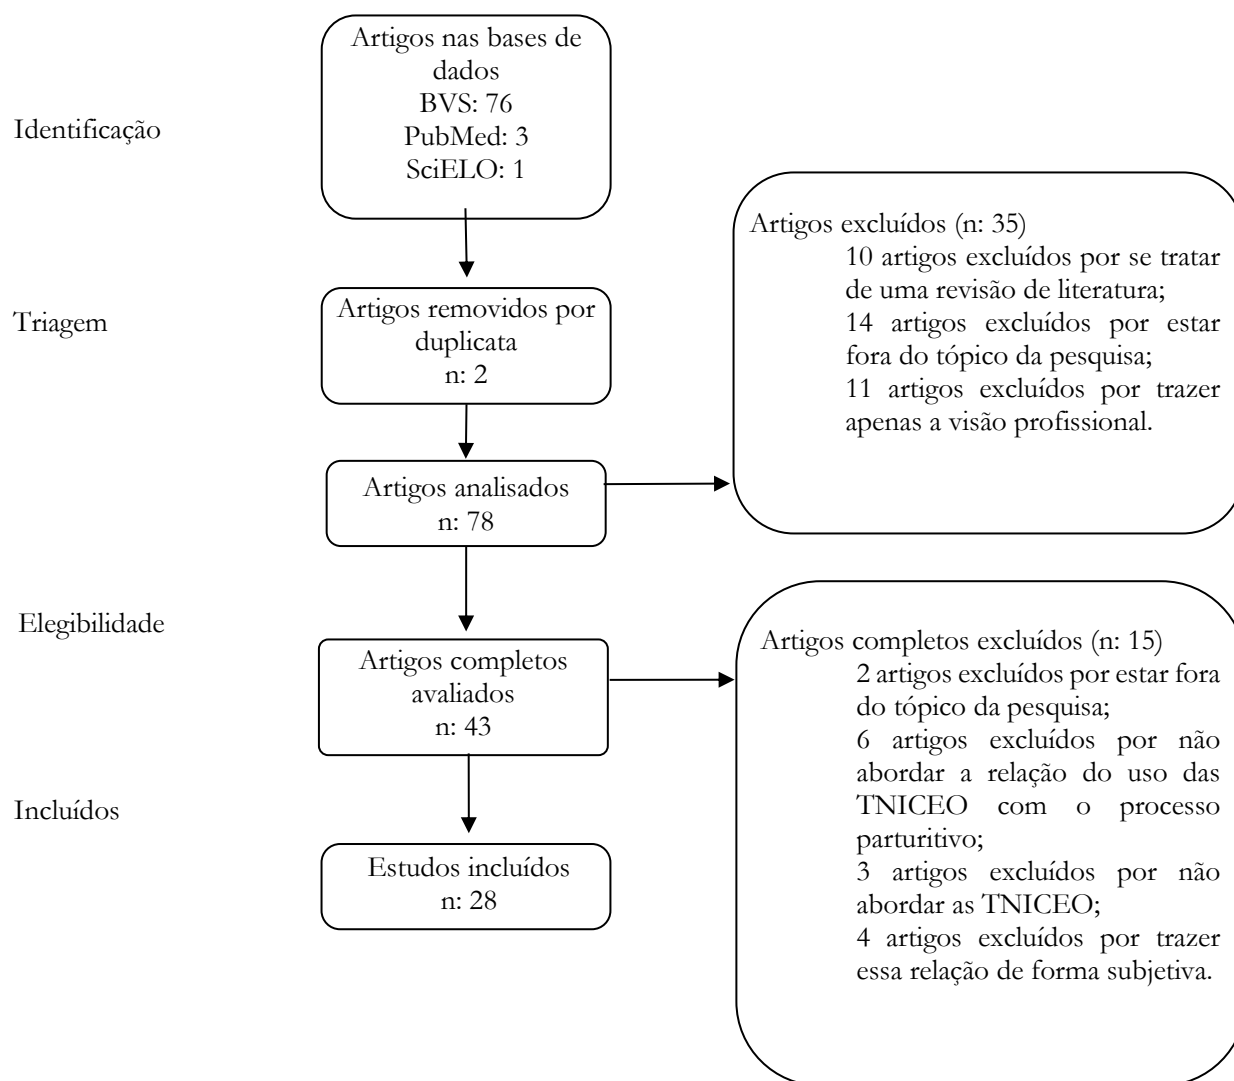 Identificação
Artigos nas bases de
dados
BVS: 76
PubMed: 3
SciELO: 1
Triagem
Artigos removidos por
duplicata
n: 2
Artigos analisados
n: 78
Artigos excluídos (n: 35)
10 artigos excluídos por se tratar
de uma revisão de literatura;
14 artigos excluídos por estar
fora do tópico da pesquisa;
11 artigos excluídos por trazer
apenas a visão profissional.
Elegibilidade
Artigos completos
avaliados
n: 43
Artigos completos excluídos (n: 15)
2 artigos excluídos por estar fora
do tópico da pesquisa;
6 artigos excluídos por não
abordar a relação do uso das
TNICEO com o processo
parturitivo;
3 artigos excluídos por não
abordar as TNICEO;
4 artigos excluídos por trazer
essa relação de forma subjetiva.
Incluídos
Estudos incluídos
n: 28